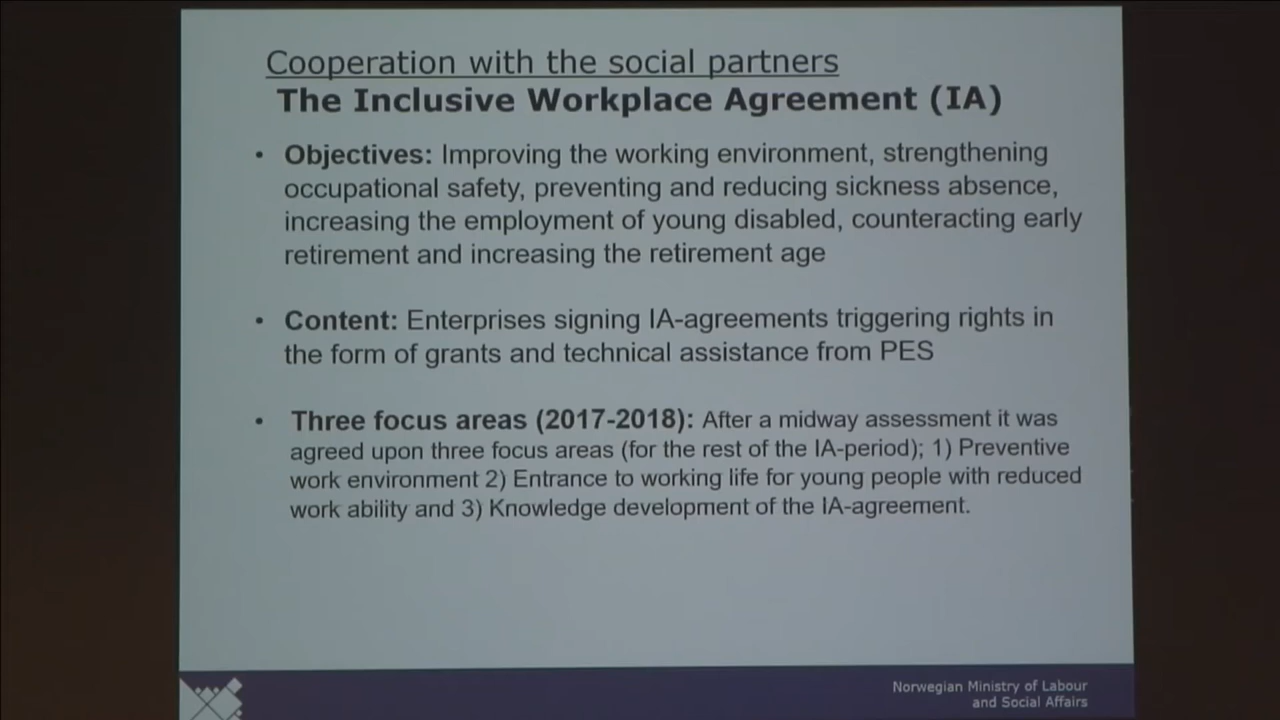 Cooperation with the social partners
The Inclusive Workplace Agreement (IA)
• Objectives: Improving the working environment, strengthening
occupational safety, preventing and reducing sickness absence,
increasing the employment of young disabled, counteracting early
retirement and increasing the retirement age
• Content: Enterprises signing IA-agreements triggering rights in
the form of grants and technical assistance from PES
• Three focus areas (2017-2018): After a midway assessment it was
agreed upon three focus areas (for the rest of the IA-period); 1) Preventive
work environment 2) Entrance to working life for young people with reduced
work ability and 3) Knowledge development of the IA-agreement.
Norwegian Ministry of Labour
and Social Affairs